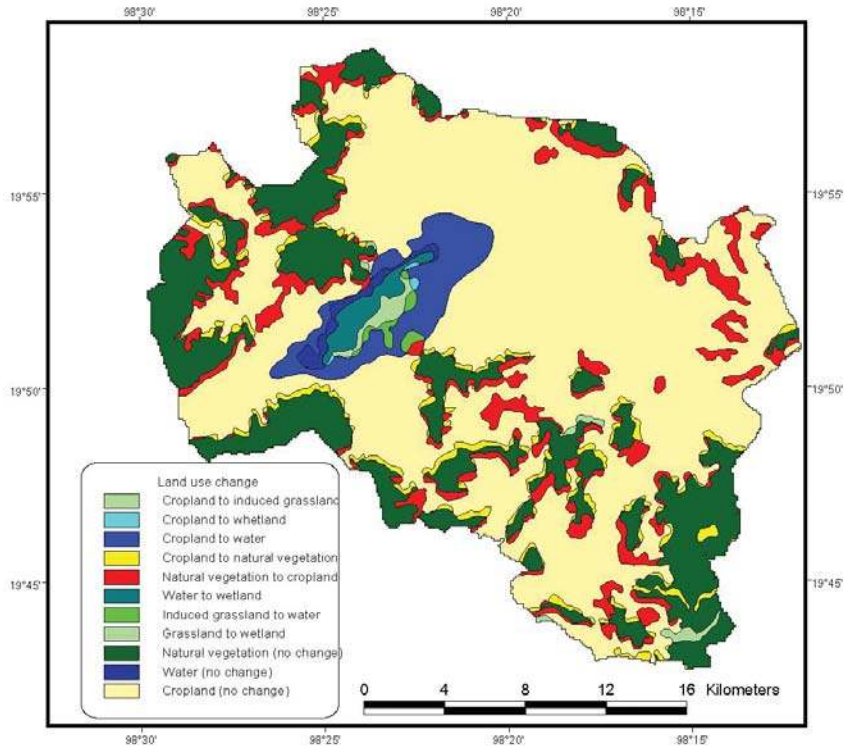 98°30' 98°25' 98°20' 98°15'
19°55' 19°55'
19°50' 19°50'
19°45' 19°45'
Land use change
Cropland to induced grassland
Cropland to whetland
Cropland to water
Cropland to natural vegetation
Natural vegetation to cropland
Water to wetland
Induced grassland to water
Grassland to wetland
Natural vegetation (no change)
Water (no change)
Cropland (no change)
0 4 8 12 16 Kilometers
98°30' 98°25' 98°20' 98°15'